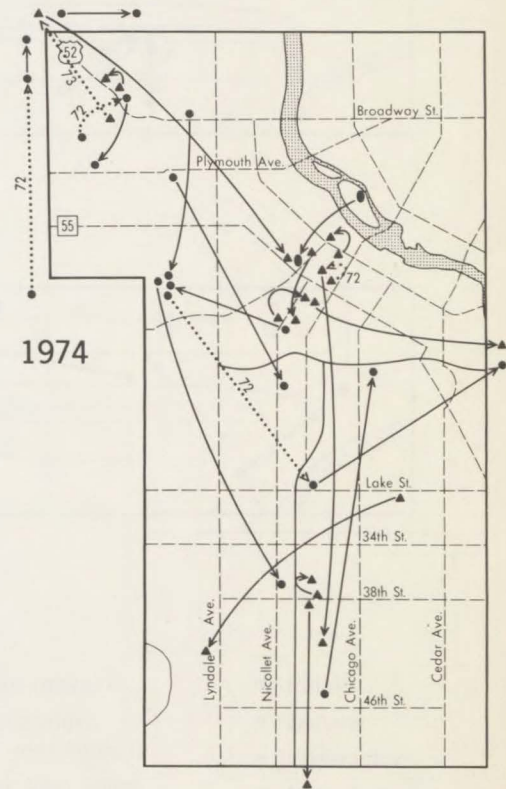 52
73
Broadway St.
72
Plymouth Ave.
72
55
72
1974
72
Lake St.
34th St.
38th St.
Lyndale Ave.
Nicollet Ave.
Chicago Ave.
Cedar Ave.
46th St.